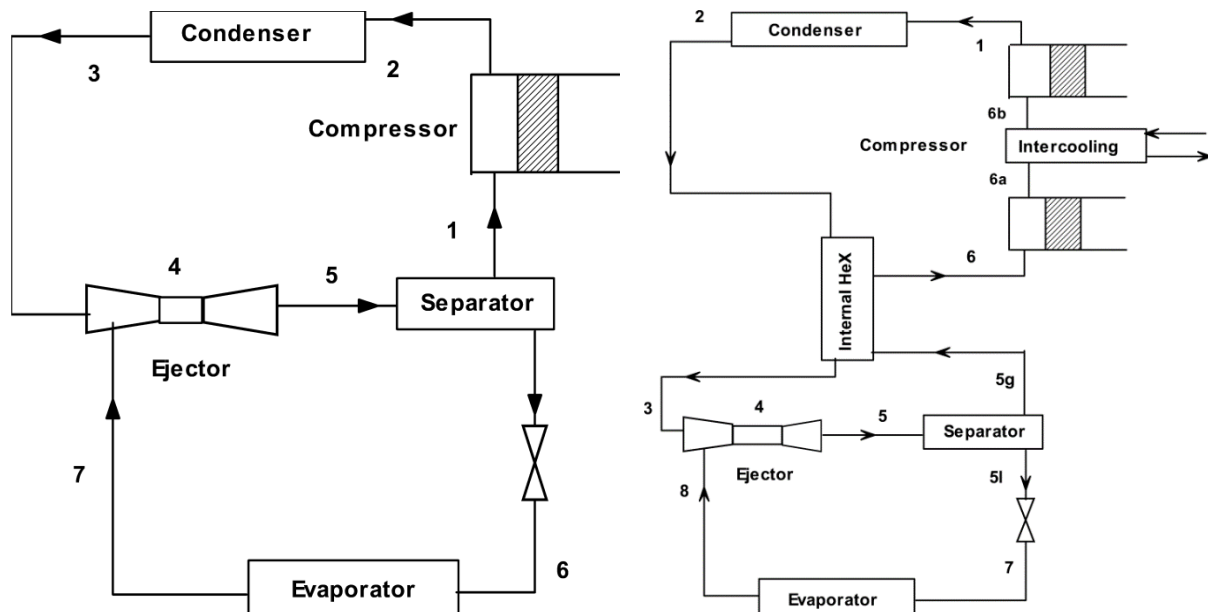 Condenser
3
2
Compressor
1
4
5
Separator
Ejector
7
6
Evaporator
2
Condenser
1
6b
Compressor
Intercooling
6a
Internal HeX
6
5g
3
4
5
Separator
Ejector
8
5l
7
Evaporator